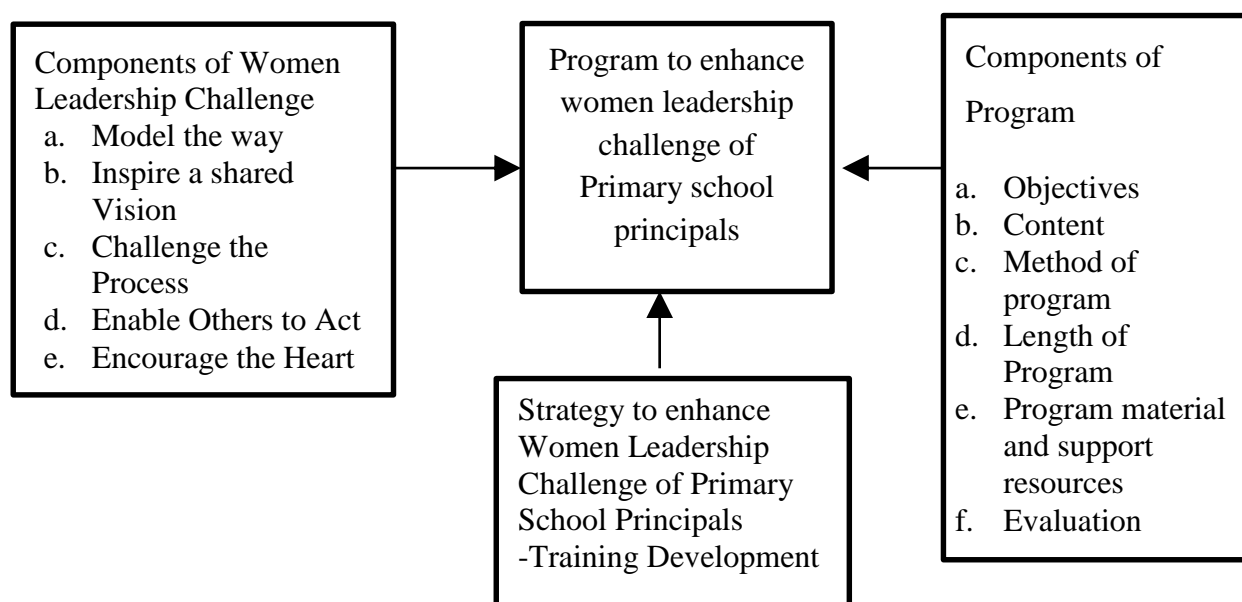 Components of Women
Leadership Challenge
a. Model the way
b. Inspire a shared
Vision
c. Challenge the
Process
d. Enable Others to Act
e. Encourage the Heart
Program to enhance
women leadership
challenge of
Primary school
principals
Strategy to enhance
Women Leadership
Challenge of Primary
School Principals
-Training Development
Components of
Program
a. Objectives
b. Content
c. Method of
program
d. Length of
Program
e. Program material
and support
resources
f. Evaluation